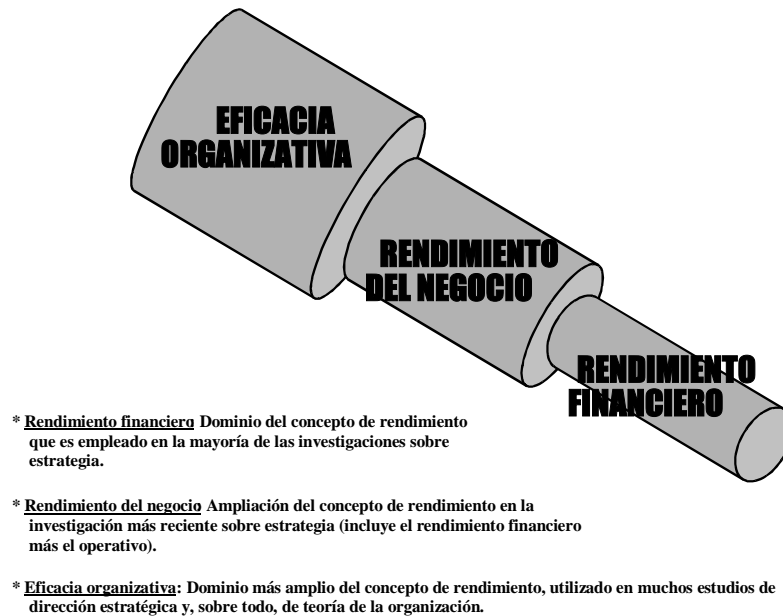 EFICACIA
ORGANIZATIVA
RENDIMIENTO
DEL NEGOCIO
RENDIMIENTO
FINANCIERO
* Rendimiento financiero Dominio del concepto de rendimiento
que es empleado en la mayoría de las investigaciones sobre
estrategia.
* Rendimiento del negocio Ampliación del concepto de rendimiento en la
investigación más reciente sobre estrategia (incluye el rendimiento financiero
más el operativo).
* Eficacia organizativa: Dominio más amplio del concepto de rendimiento, utilizado en muchos estudios de
dirección estratégica y, sobre todo, de teoría de la organización.